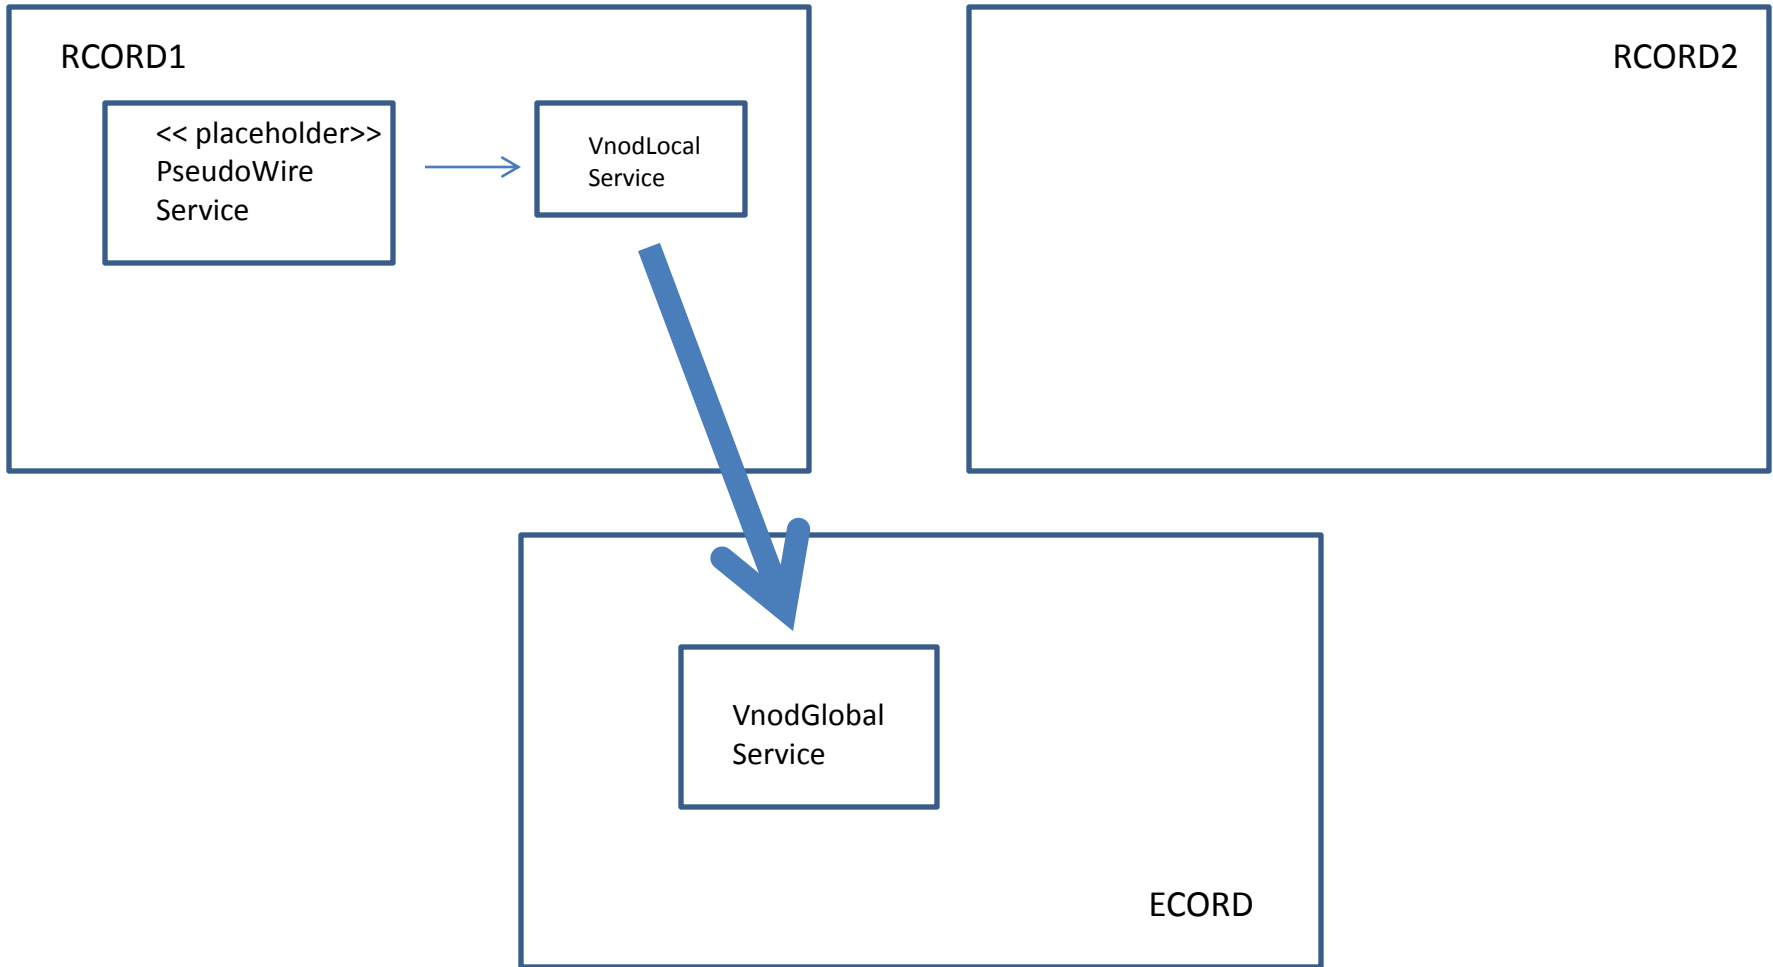 RCORD1
RCORD2
<< placeholder>>
PseudoWire
Service
VnodLocal
Service
VnodGlobal
Service
ECORD